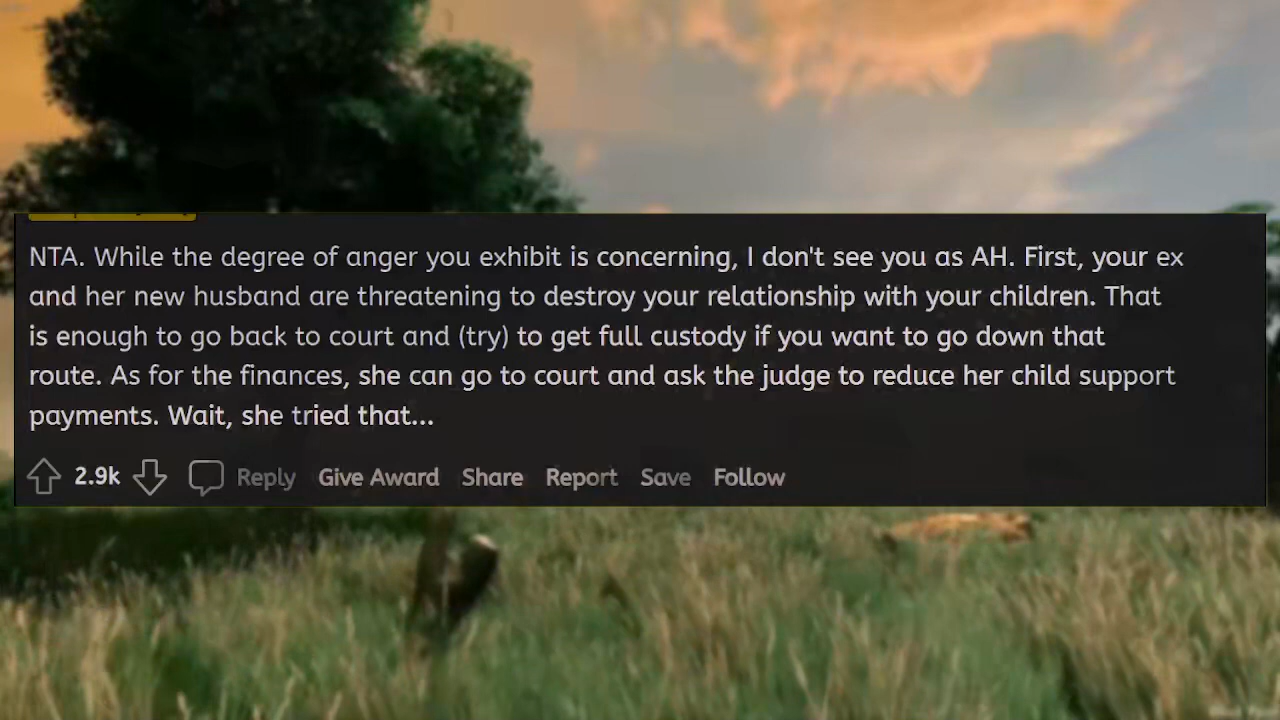 NTA. While the degree of anger you exhibit is concerning, I don't see you as AH. First, your ex
and her new husband are threatening to destroy your relationship with your children. That
is enough to go back to court and (try) to get full custody if you want to go down that
route. As for the finances, she can go to court and ask the judge to reduce her child support
payments. Wait, she tried that...
2.9k Reply Give Award Share Report Save Follow